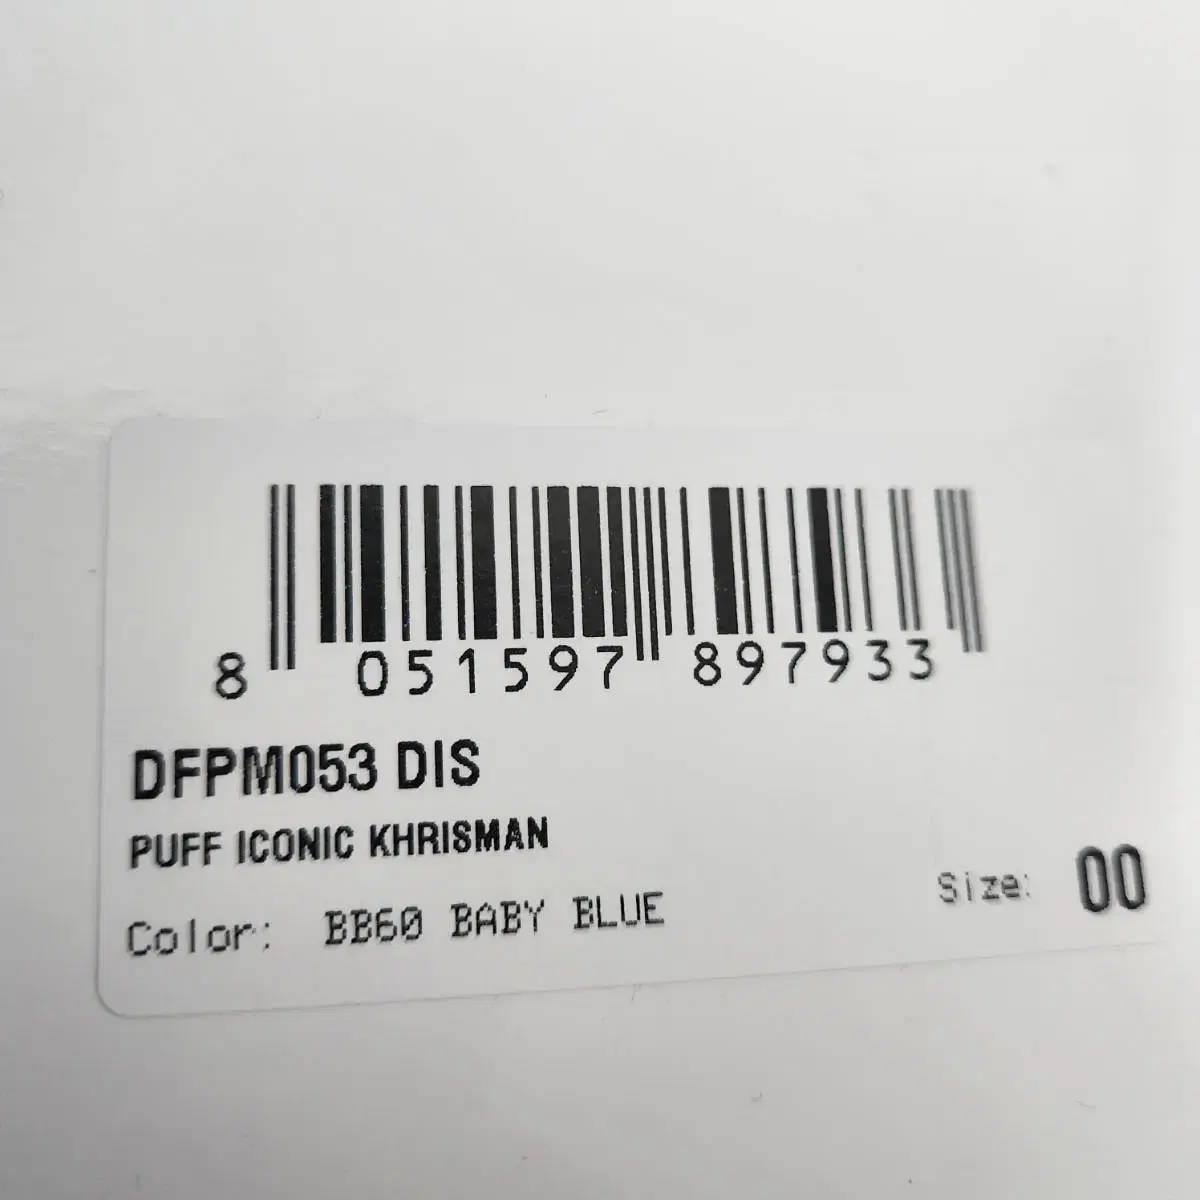 8 051597 897933
DFPM053 DIS
PUFF ICONIC KHRISMAN
Color: BB60 BABY BLUE Size: 00